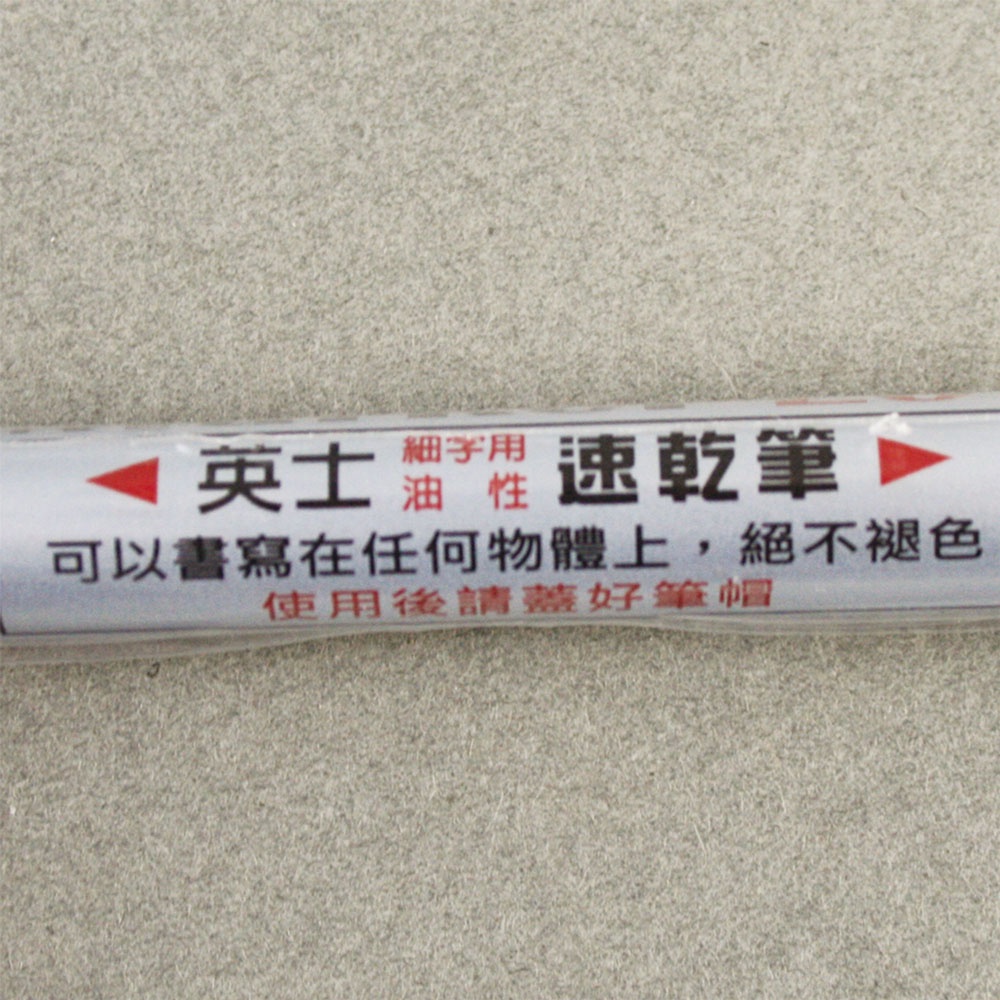 ◀ 英士 細字用油性 速乾筆 ▶
可以書寫在任何物體上，絕不褪色
使用後請蓋好筆帽